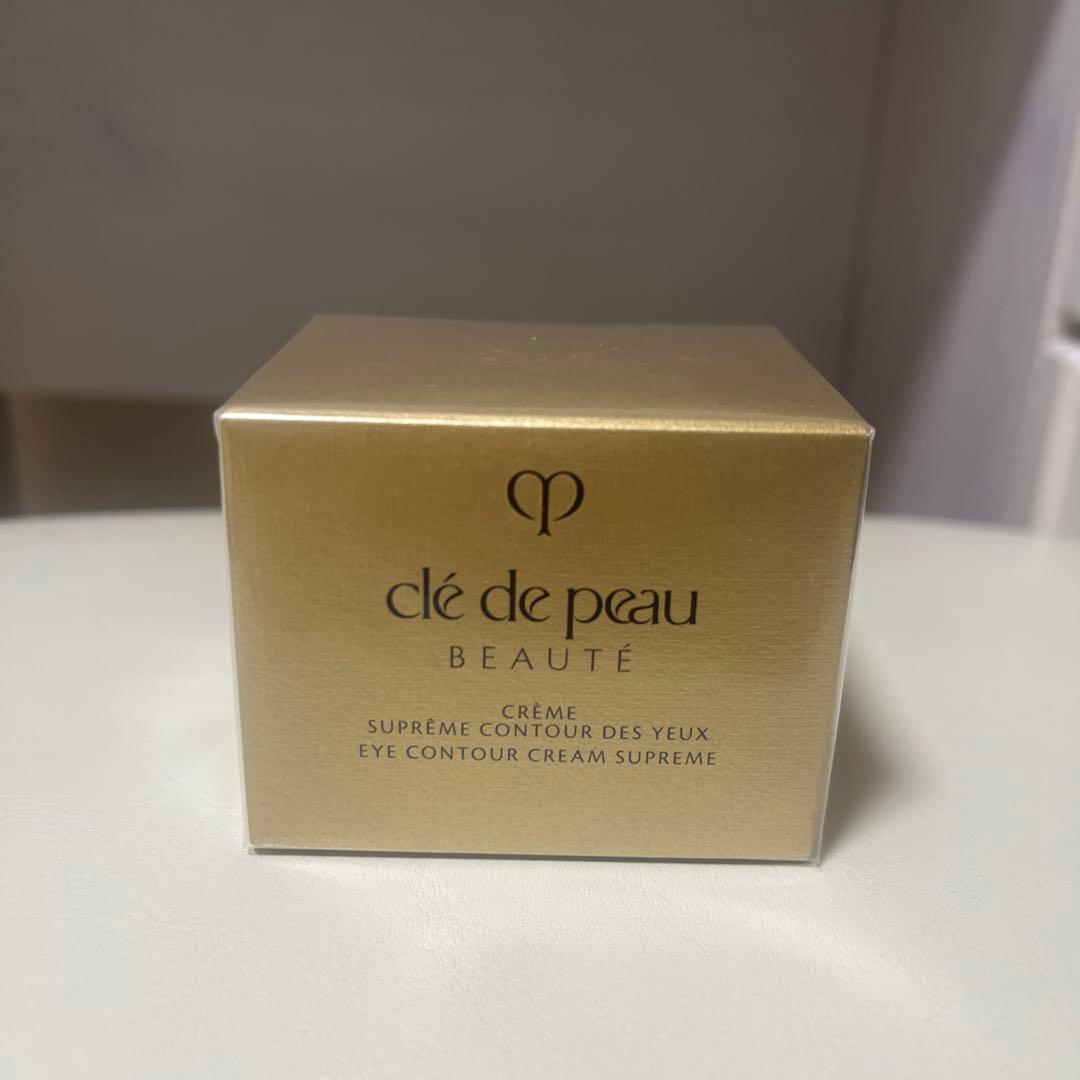 clé de peau
BEAUTÉ
CRÈME
SUPRÊME CONTOUR DES YEUX
EYE CONTOUR CREAM SUPREME